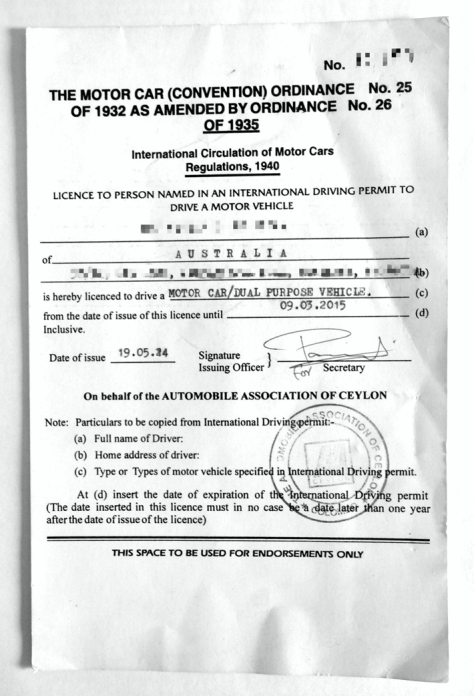 No.
THE MOTOR CAR (CONVENTION) ORDINANCE No. 25
OF 1932 AS AMENDED BY ORDINANCE No. 26
OF 1935
International Circulation of Motor Cars
Regulations, 1940
LICENCE TO PERSON NAMED IN AN INTERNATIONAL DRIVING PERMIT TO
DRIVE A MOTOR VEHICLE
(a)
of AUSTRALIA
(b)
is hereby licenced to drive a MOTOR CAR/DUAL PURPOSE VEHICLE. (c)
from the date of issue of this licence until 09.03.2015 (d)
Inclusive.
Date of issue 19.05.14 Signature
Issuing Officer } For Secretary
On behalf of the AUTOMOBILE ASSOCIATION OF CEYLON
Note: Particulars to be copied from International Driving permit:-
(a) Full name of Driver:
(b) Home address of driver:
(c) Type or Types of motor vehicle specified in International Driving permit.
At (d) insert the date of expiration of the International Driving permit
(The date inserted in this licence must in no case be a date later than one year
after the date of issue of the licence)
THE AUTOMOBILE ASSOCIATION OF CEYLON
COLOMBO
THIS SPACE TO BE USED FOR ENDORSEMENTS ONLY